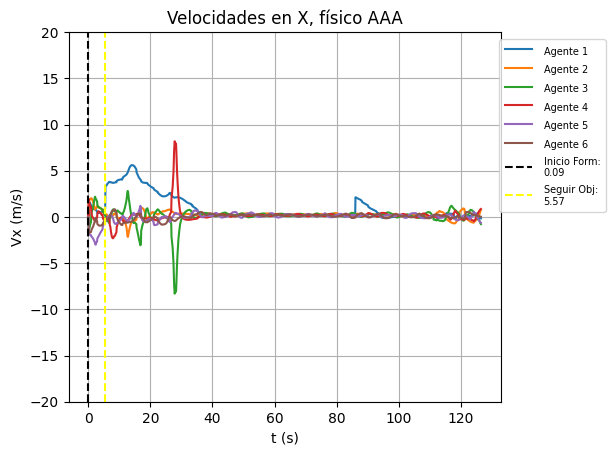 Velocidades en X, físico AAA
Vx (m/s)
20
15
10
5
0
−5
−10
−15
−20
0
20
40
60
80
100
120
t (s)
Agente 1
Agente 2
Agente 3
Agente 4
Agente 5
Agente 6
Inicio Form:
0.09
Seguir Obj:
5.57